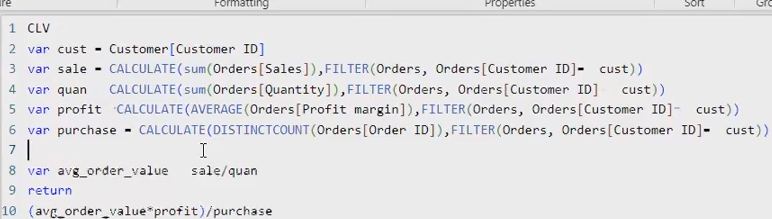 Formatting
Properties
Sort
1 CLV
2 var cust = Customer[Customer ID]
3 var sale = CALCULATE(sum(Orders[Sales]),FILTER(Orders, Orders[Customer ID]= cust))
4 var quan CALCULATE(sum(Orders[Quantity]),FILTER(Orders, Orders[Customer ID] cust))
5 var profit CALCULATE(AVERAGE(Orders[Profit margin]),FILTER(Orders, Orders[Customer ID]= cust))
6 var purchase = CALCULATE(DISTINCTCOUNT(Orders[Order ID]),FILTER(Orders, Orders[Customer ID]= cust))
7
8 var avg_order_value sale/quan
9 return
10 (avg_order_value*profit)/purchase